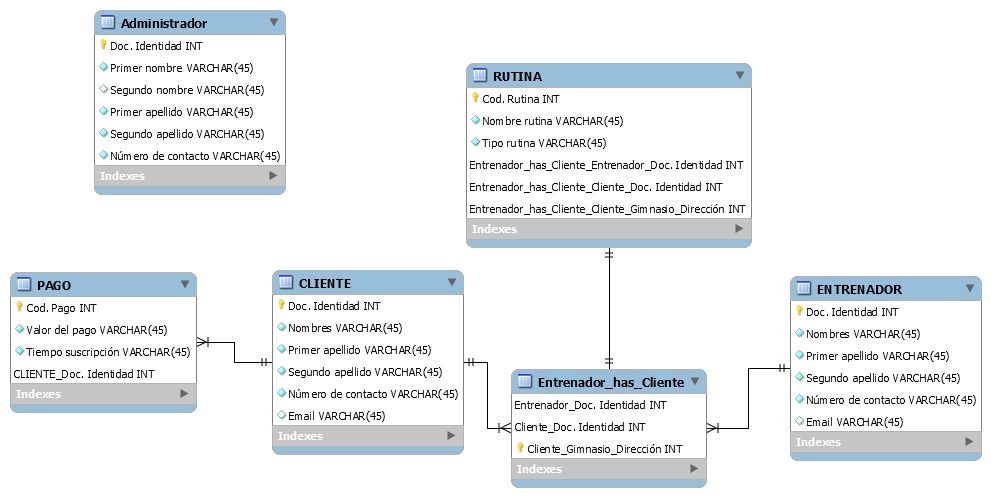 Administrador
Doc. Identidad INT
Primer nombre VARCHAR(45)
Segundo nombre VARCHAR(45)
Primer apellido VARCHAR(45)
Segundo apellido VARCHAR(45)
Número de contacto VARCHAR(45)
Indexes
RUTINA
Cod. Rutina INT
Nombre rutina VARCHAR(45)
Tipo rutina VARCHAR(45)
Entrenador_has_Cliente_Entrenador_Doc. Identidad INT
Entrenador_has_Cliente_Cliente_Doc. Identidad INT
Entrenador_has_Cliente_Cliente_Gimnasio_Dirección INT
Indexes
PAGO
Cod. Pago INT
Valor del pago VARCHAR(45)
Tiempo suscripción VARCHAR(45)
CLIENTE_Doc. Identidad INT
Indexes
CLIENTE
Doc. Identidad INT
Nombres VARCHAR(45)
Primer apellido VARCHAR(45)
Segundo apellido VARCHAR(45)
Número de contacto VARCHAR(45)
Email VARCHAR(45)
Indexes
Entrenador_has_Cliente
Entrenador_Doc. Identidad INT
Cliente_Doc. Identidad INT
Cliente_Gimnasio_Dirección INT
Indexes
ENTRENADOR
Doc. Identidad INT
Nombres VARCHAR(45)
Primer apellido VARCHAR(45)
Segundo apellido VARCHAR(45)
Número de contacto VARCHAR(45)
Email VARCHAR(45)
Indexes